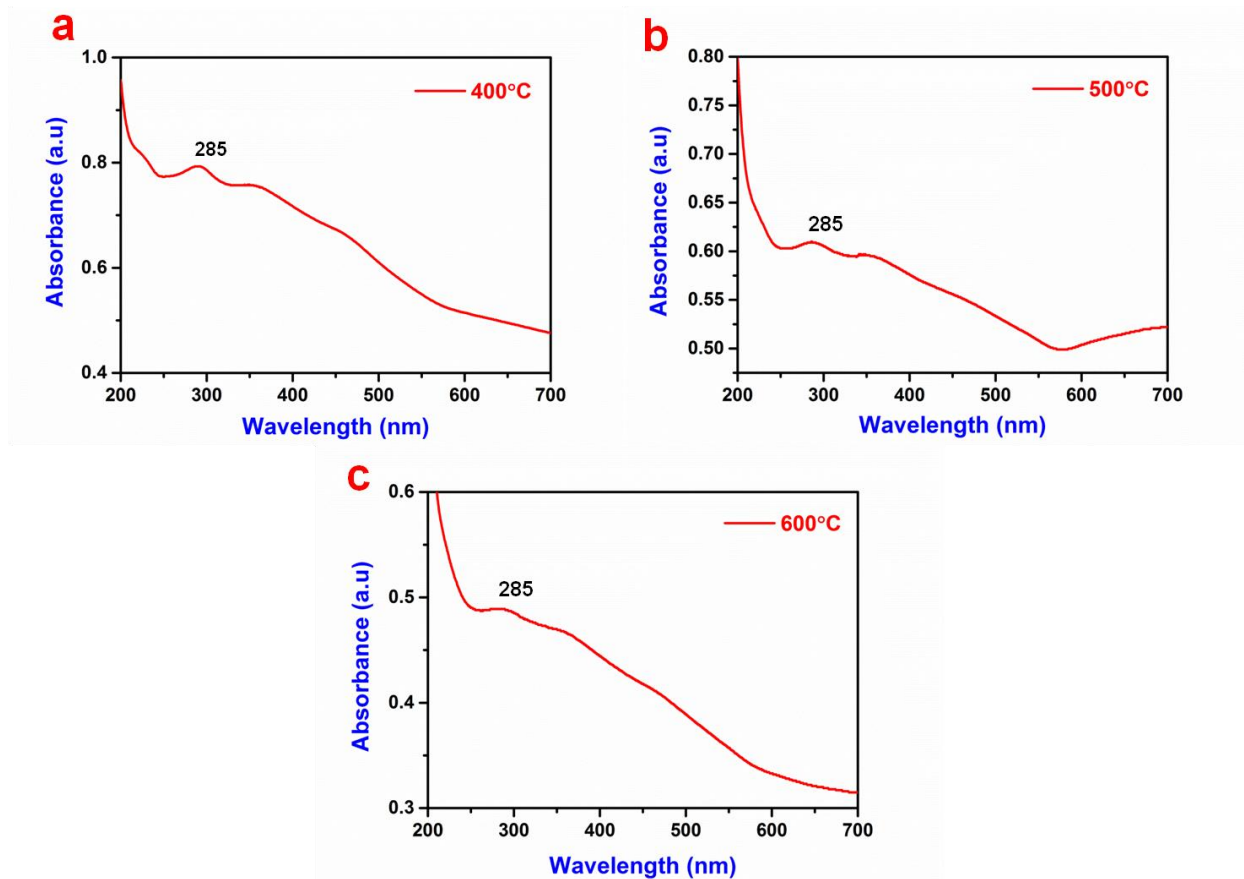 a
1.0
0.8
0.6
0.4
Absorbance (a.u)
400°C
285
200 300 400 500 600 700
Wavelength (nm)
b
0.80
0.75
0.70
0.65
0.60
0.55
0.50
Absorbance (a.u)
500°C
285
200 300 400 500 600 700
Wavelength (nm)
c
0.6
0.5
0.4
0.3
Absorbance (a.u)
600°C
285
200 300 400 500 600 700
Wavelength (nm)